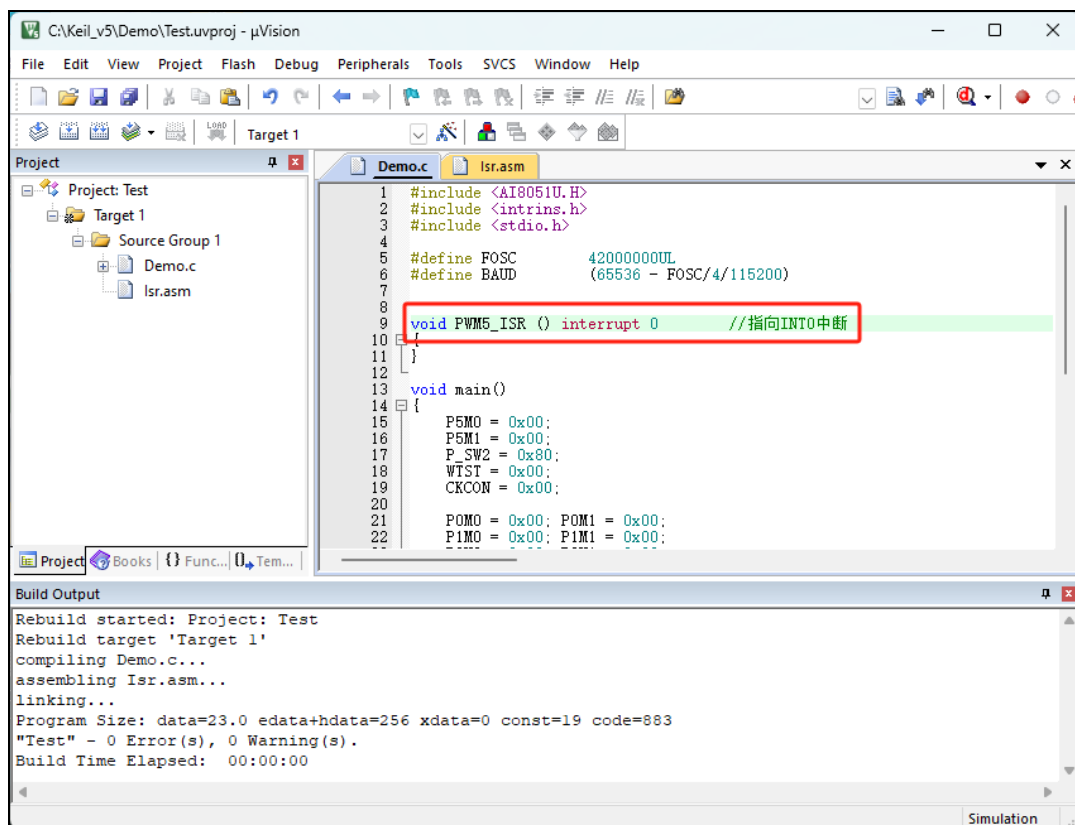 C:\Keil_v5\Demo\Test.uvproj - µVision
File Edit View Project Flash Debug Peripherals Tools SVCS Window Help
LOAD
Target 1
Project
Project: Test
Target 1
Source Group 1
Demo.c
Isr.asm
Project Books {} Func... Tem...
Demo.c Isr.asm
1 #include <AI8051U.H>
2 #include <intrins.h>
3 #include <stdio.h>
4
5 #define FOSC 42000000UL
6 #define BAUD (65536 - FOSC/4/115200)
7
8
9 void PWM5_ISR () interrupt 0 //指向INT0中断
10 {
11 }
12
13 void main()
14 {
15 P5M0 = 0x00;
16 P5M1 = 0x00;
17 P_SW2 = 0x80;
18 WTST = 0x00;
19 CKCON = 0x00;
20
21 P0M0 = 0x00; P0M1 = 0x00;
22 P1M0 = 0x00; P1M1 = 0x00;
Build Output
Rebuild started: Project: Test
Rebuild target 'Target 1'
compiling Demo.c...
assembling Isr.asm...
linking...
Program Size: data=23.0 edata+hdata=256 xdata=0 const=19 code=883
"Test" - 0 Error(s), 0 Warning(s).
Build Time Elapsed: 00:00:00
Simulation